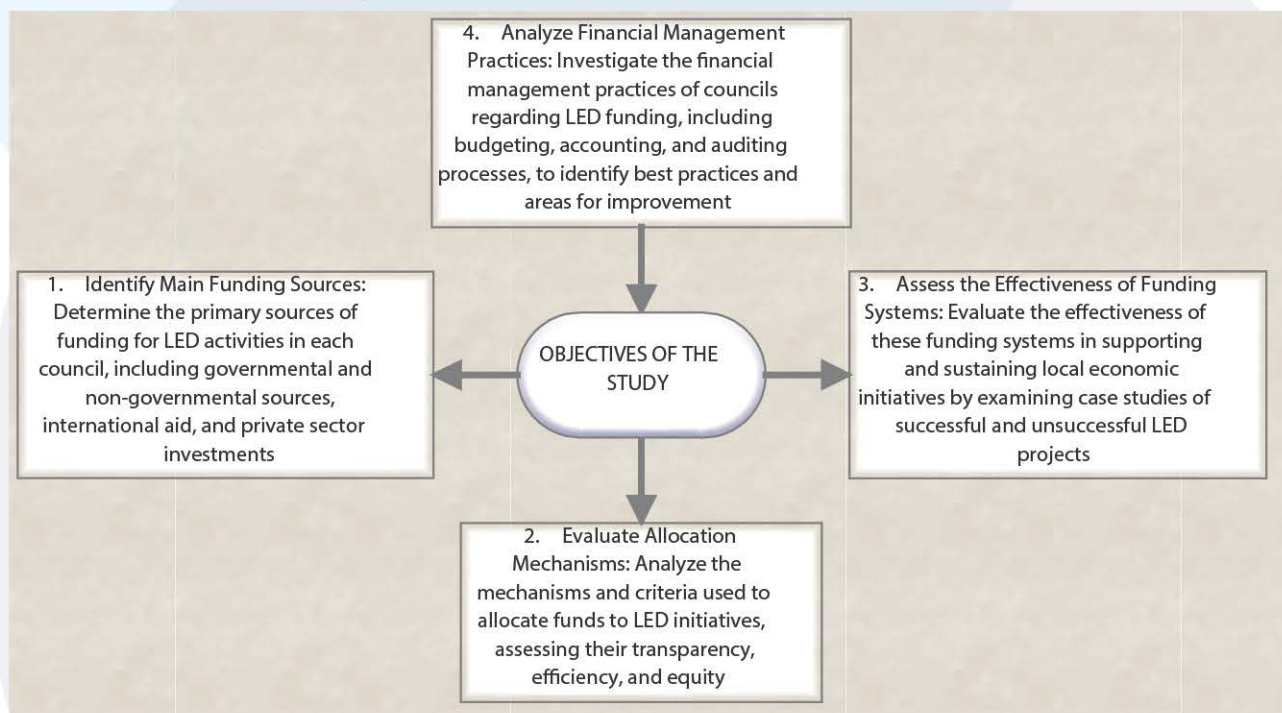 4. Analyze Financial Management
Practices: Investigate the financial
management practices of councils
regarding LED funding, including
budgeting, accounting, and auditing
processes, to identify best practices and
areas for improvement
1. Identify Main Funding Sources:
Determine the primary sources of
funding for LED activities in each
council, including governmental and
non-governmental sources,
international aid, and private sector
investments
OBJECTIVES OF THE
STUDY
3. Assess the Effectiveness of Funding
Systems: Evaluate the effectiveness of
these funding systems in supporting
and sustaining local economic
initiatives by examining case studies of
successful and unsuccessful LED
projects
2. Evaluate Allocation
Mechanisms: Analyze the
mechanisms and criteria used to
allocate funds to LED initiatives,
assessing their transparency,
efficiency, and equity